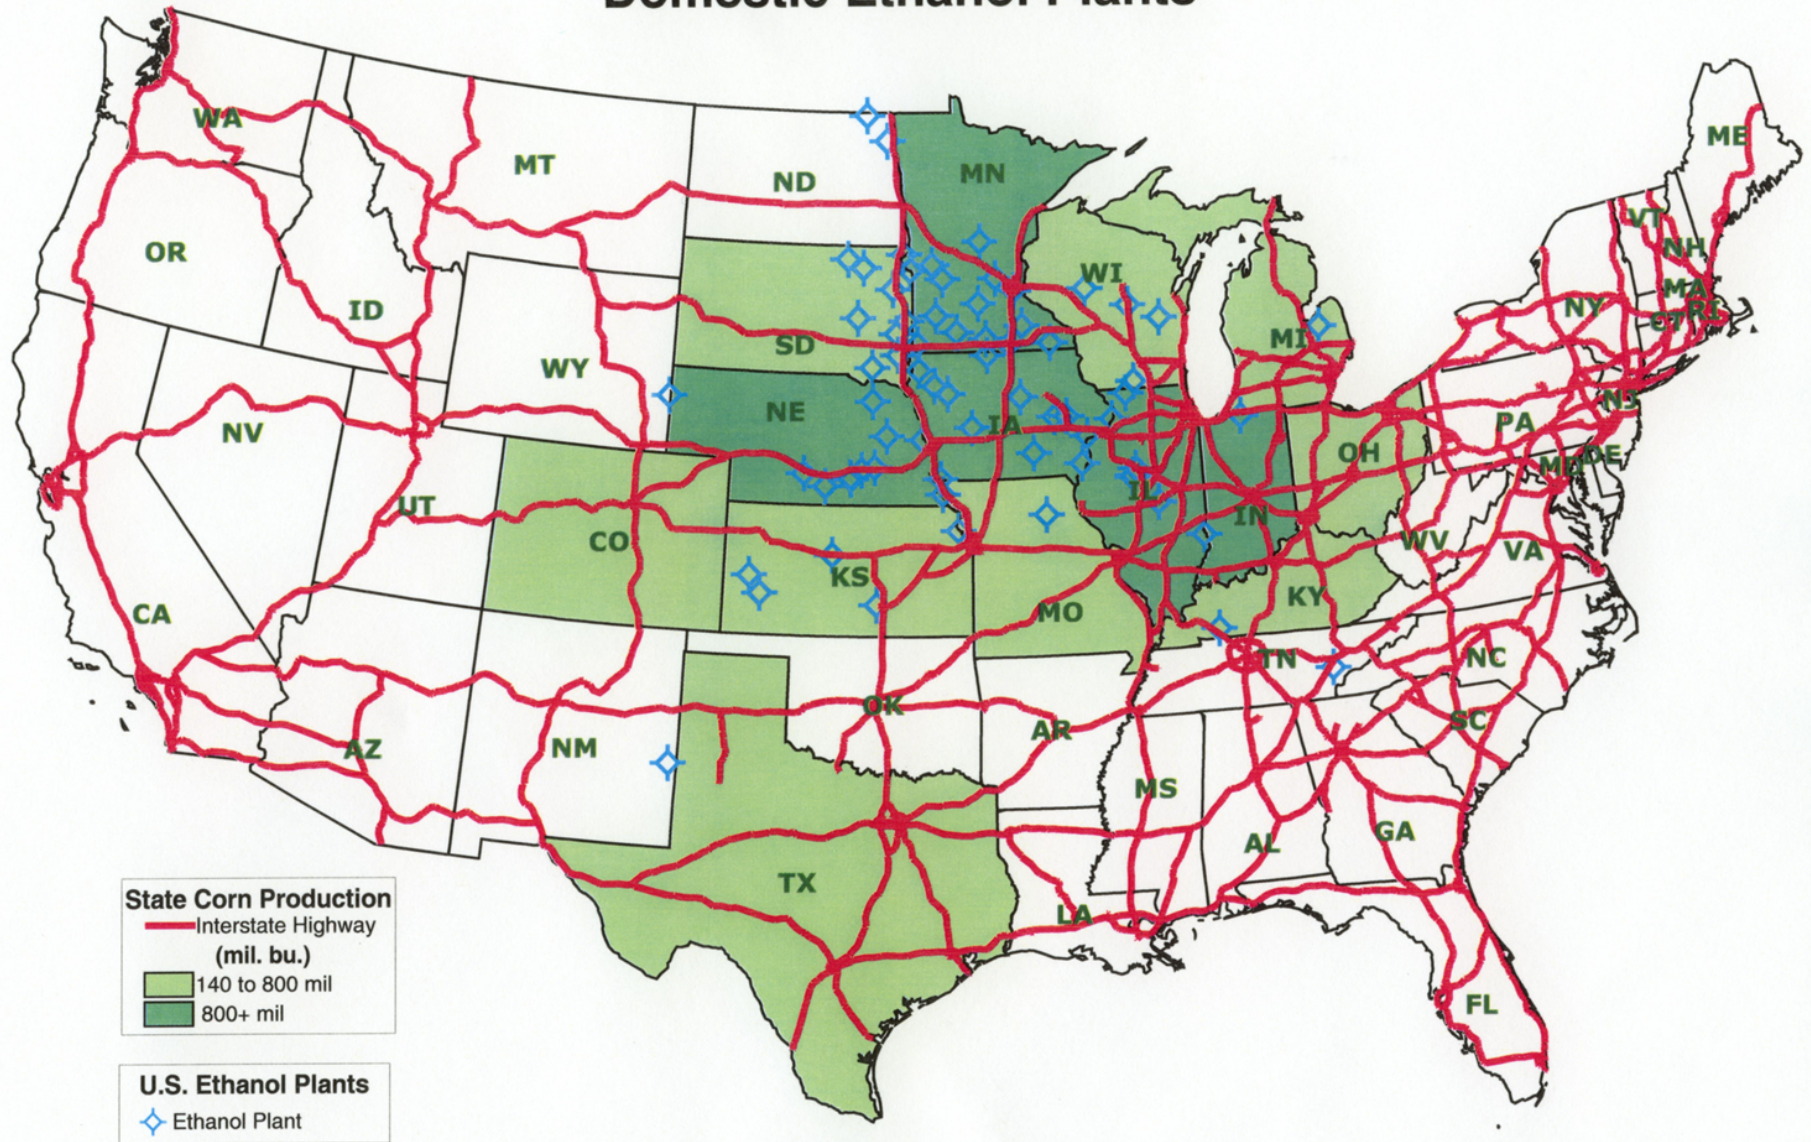 Domestic Ethanol Plants
WA
MT
ND
MN
ME
OR
ID
WY
SD
WI
MI
NY
VT
NH
MA
CT
RI
NV
UT
CO
NE
IA
IL
IN
OH
PA
NJ
MD
DE
CA
KS
MO
KY
WV
VA
AZ
NM
OK
AR
TN
NC
SC
TX
LA
MS
AL
GA
FL
State Corn Production
Interstate Highway
(mil. bu.)
140 to 800 mil
800+ mil
U.S. Ethanol Plants
Ethanol Plant